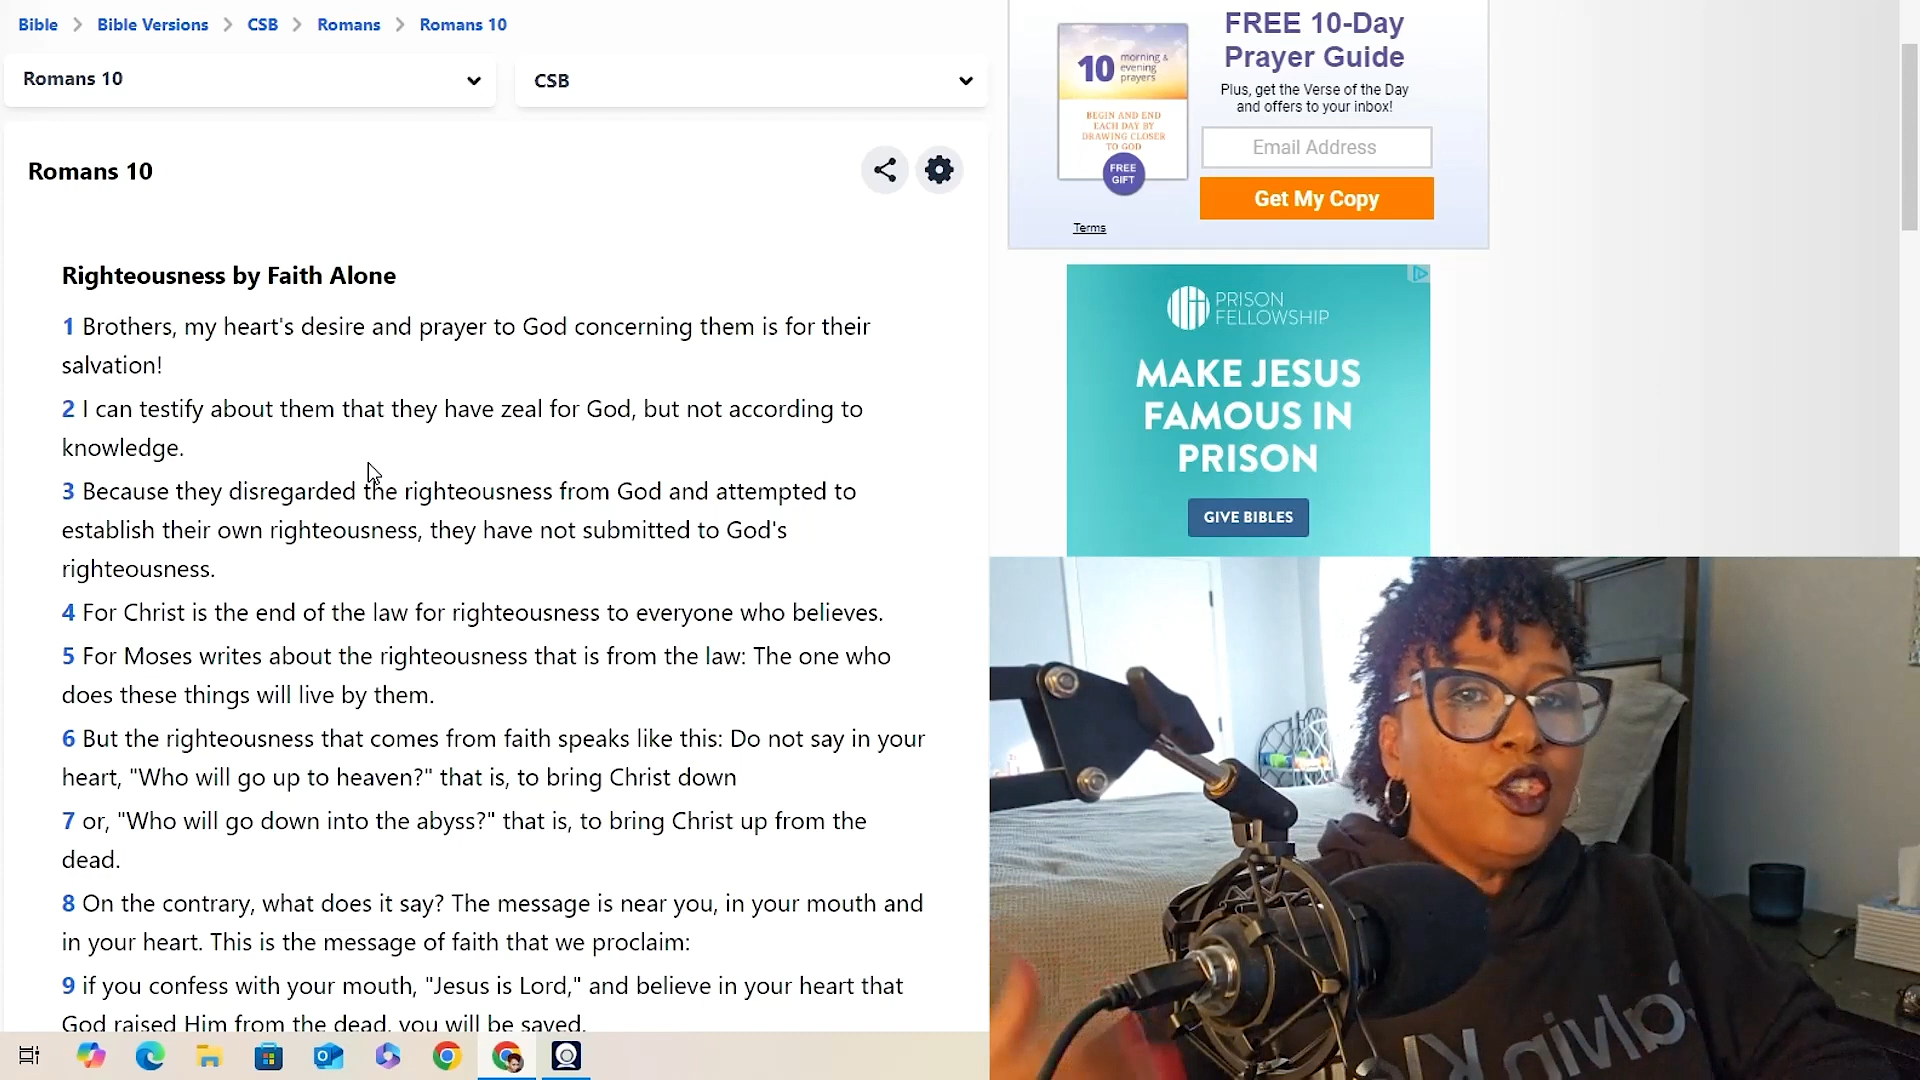 Bible > Bible Versions > CSB > Romans > Romans 10
Romans 10
CSB
Romans 10
Righteousness by Faith Alone
1 Brothers, my heart's desire and prayer to God concerning them is for their
salvation!
2 I can testify about them that they have zeal for God, but not according to
knowledge.
3 Because they disregarded the righteousness from God and attempted to
establish their own righteousness, they have not submitted to God's
righteousness.
4 For Christ is the end of the law for righteousness to everyone who believes.
5 For Moses writes about the righteousness that is from the law: The one who
does these things will live by them.
6 But the righteousness that comes from faith speaks like this: Do not say in your
heart, "Who will go up to heaven?" that is, to bring Christ down
7 or, "Who will go down into the abyss?" that is, to bring Christ up from the
dead.
8 On the contrary, what does it say? The message is near you, in your mouth and
in your heart. This is the message of faith that we proclaim:
9 if you confess with your mouth, "Jesus is Lord," and believe in your heart that
God raised Him from the dead, you will be saved.
10 morning &
evening
prayers
BEGIN AND END
EACH DAY BY
DRAWING CLOSER
TO GOD
FREE
GIFT
FREE 10-Day
Prayer Guide
Plus, get the Verse of the Day
and offers to your inbox!
Email Address
Get My Copy
Terms
PRISON
FELLOWSHIP
MAKE JESUS
FAMOUS IN
PRISON
GIVE BIBLES